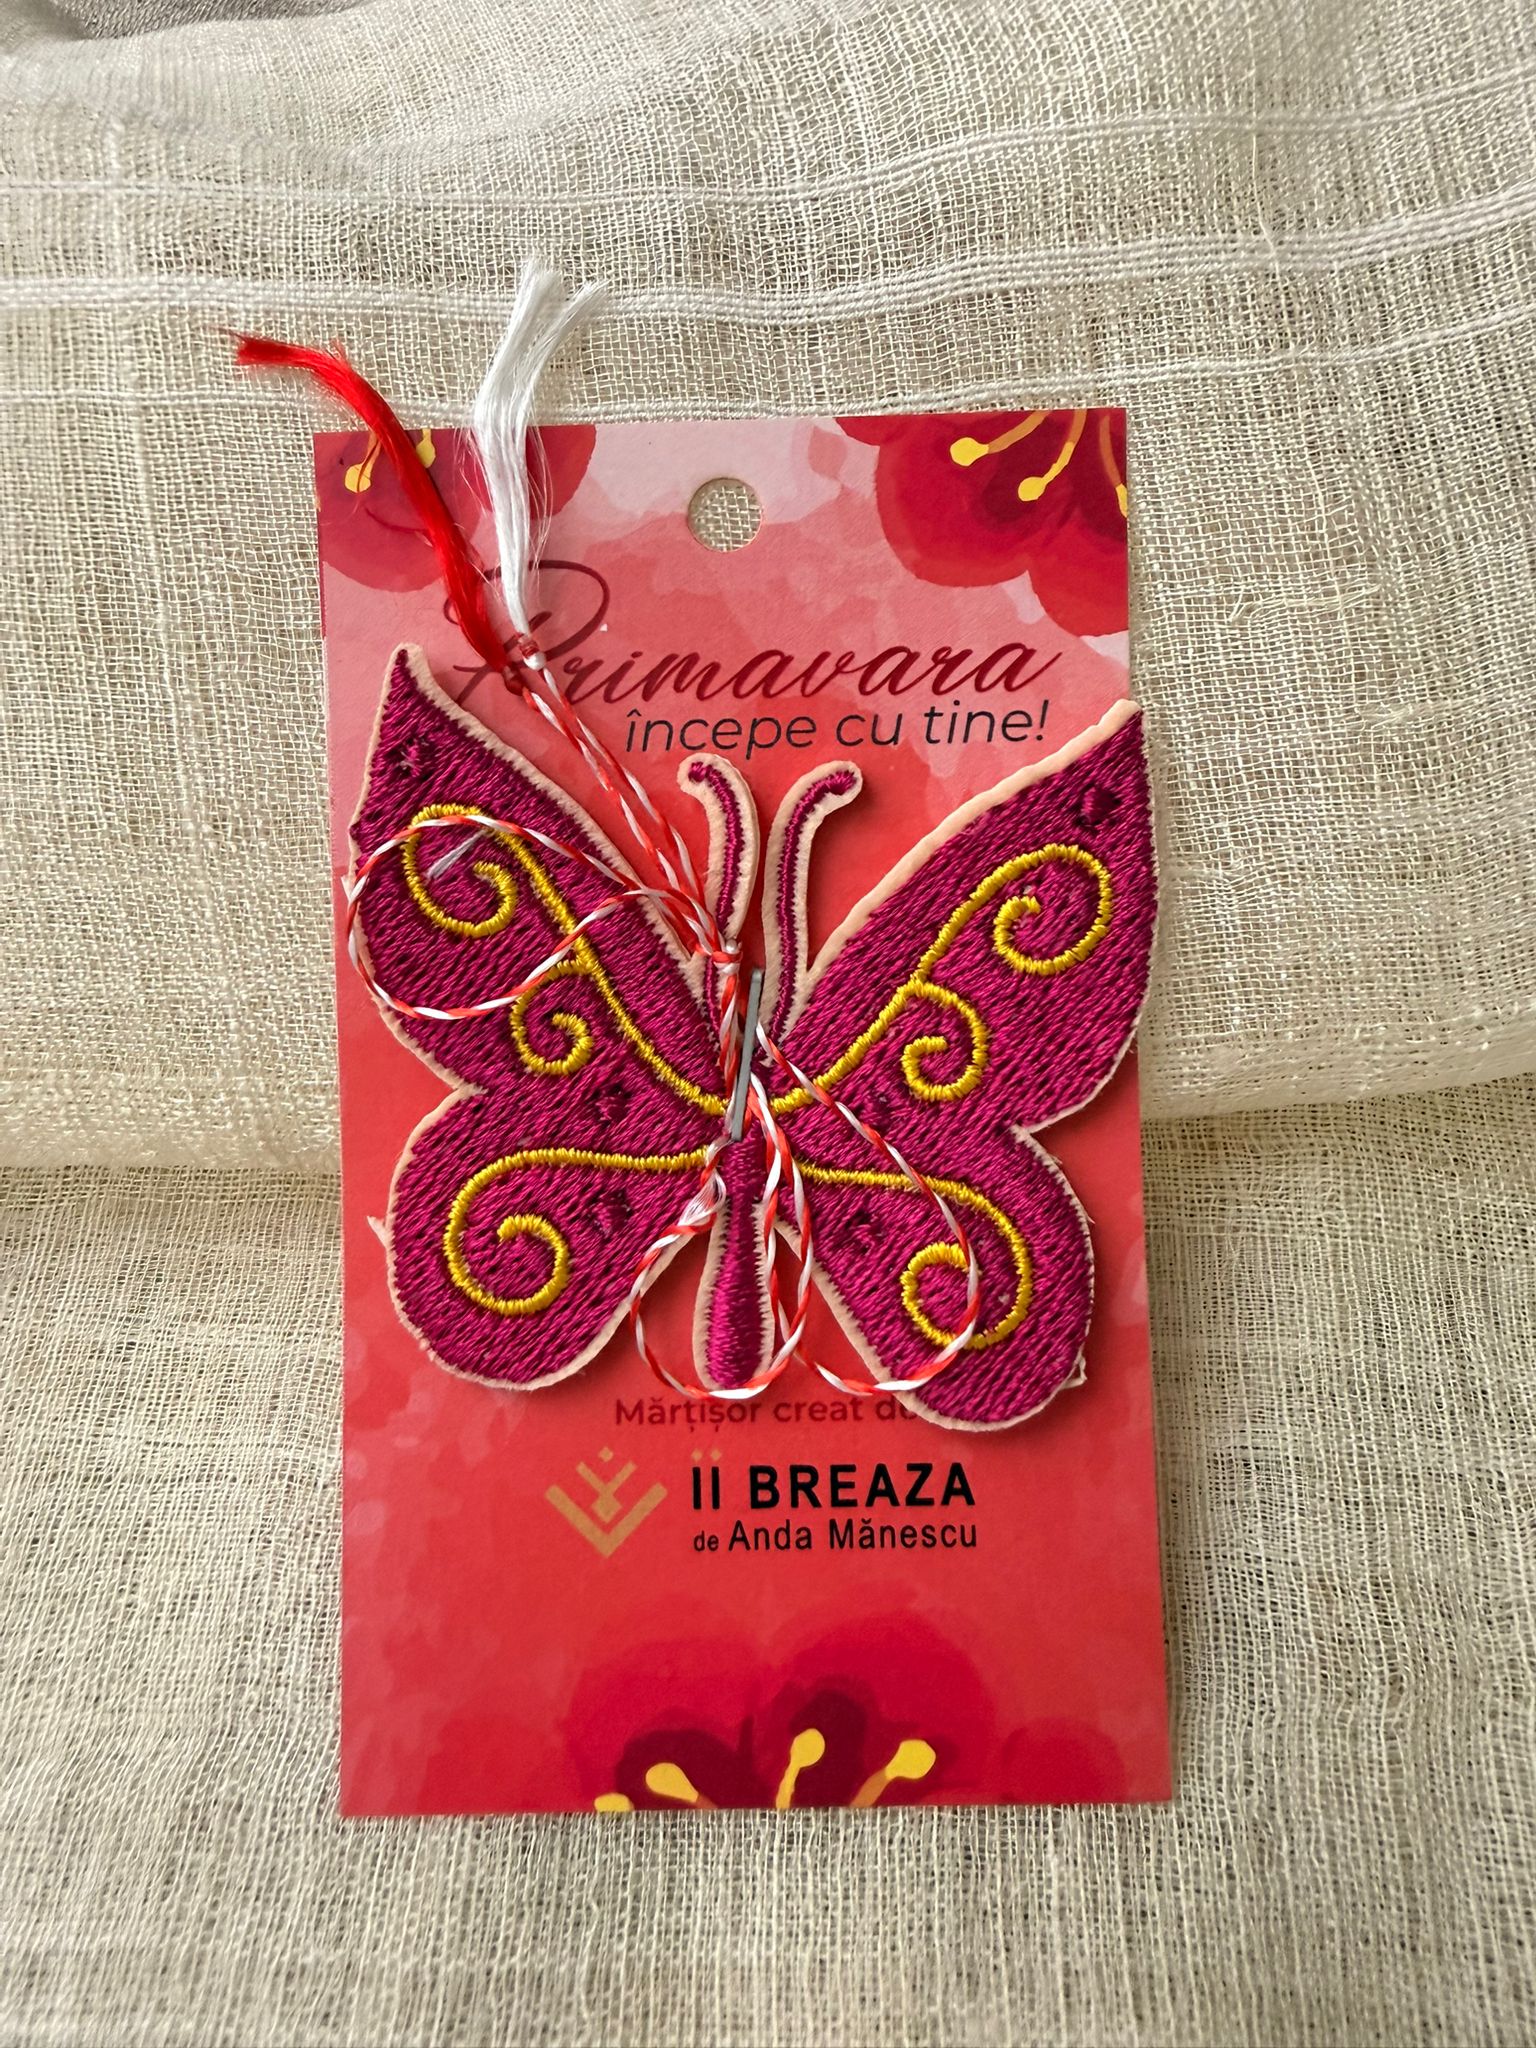 Primavara
începe cu tine!
Mărțișor creat de
II BREAZA
de Anda Mănescu